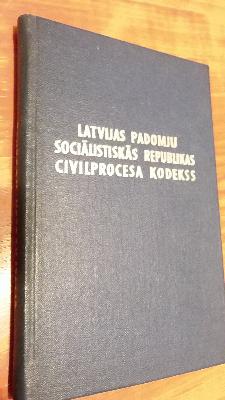 LATVIJAS PADOMJU
SOCIĀLISTISKĀS REPUBLIKAS
CIVILPROCESA KODEKSS